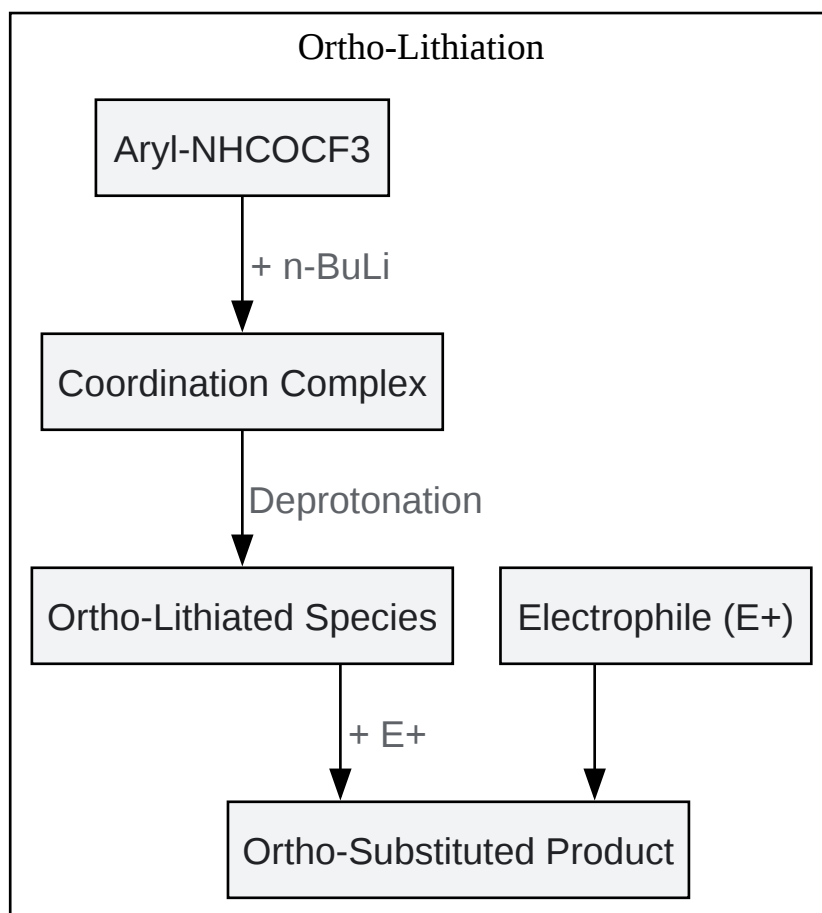 Ortho-Lithiation
Aryl-NHCOCF3
+ n-BuLi
Coordination Complex
Deprotonation
Ortho-Lithiated Species
Electrophile (E+)
+ E+
Ortho-Substituted Product